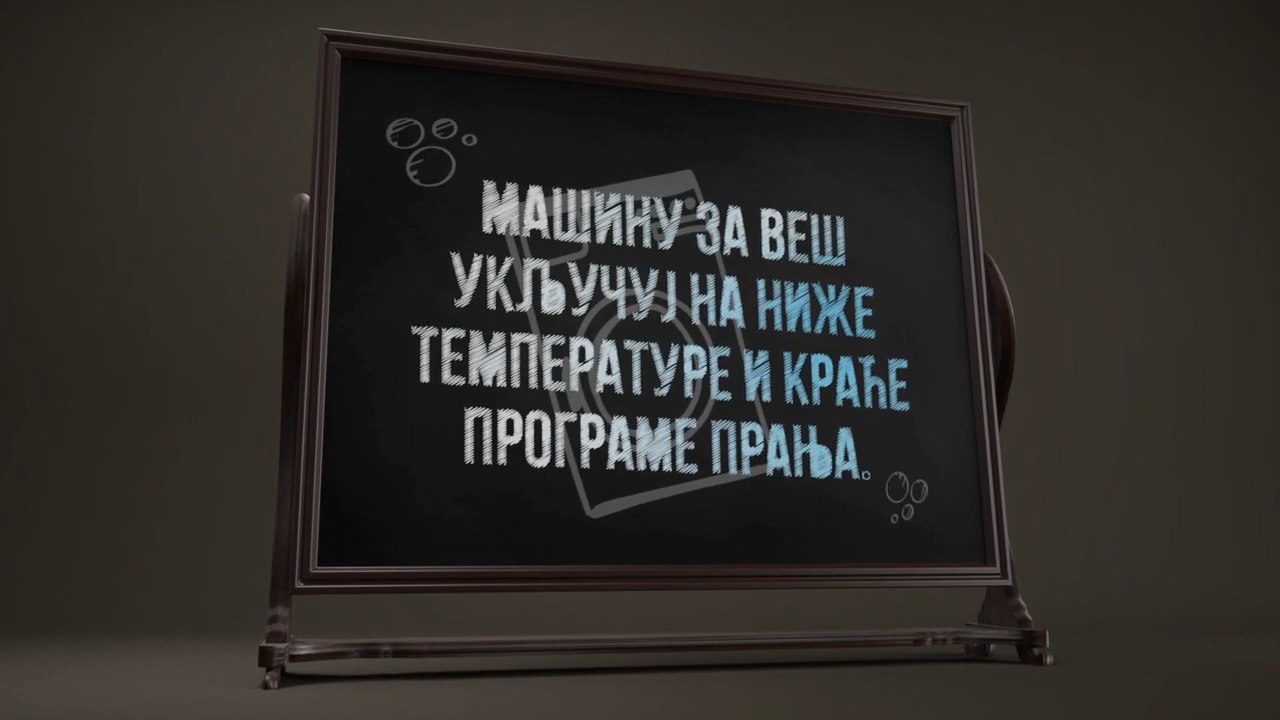 МАШИНУ ЗА ВЕШ
УКЉУЧУЈ НА НИЖЕ
ТЕМПЕРАТУРЕ И КРАЋЕ
ПРОГРАМЕ ПРАЊА.